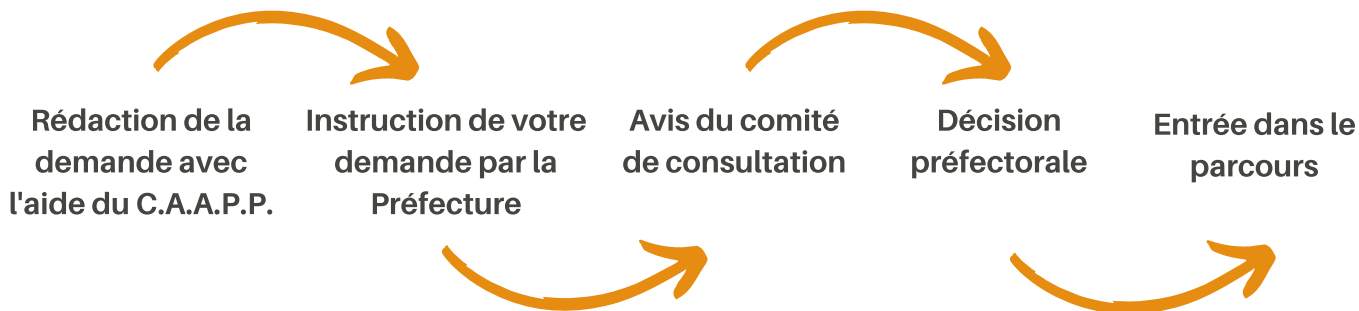 Rédaction de la
demande avec
l'aide du C.A.A.P.P.
Instruction de votre
demande par la
Préfecture
Avis du comité
de consultation
Décision
préfectorale
Entrée dans le
parcours